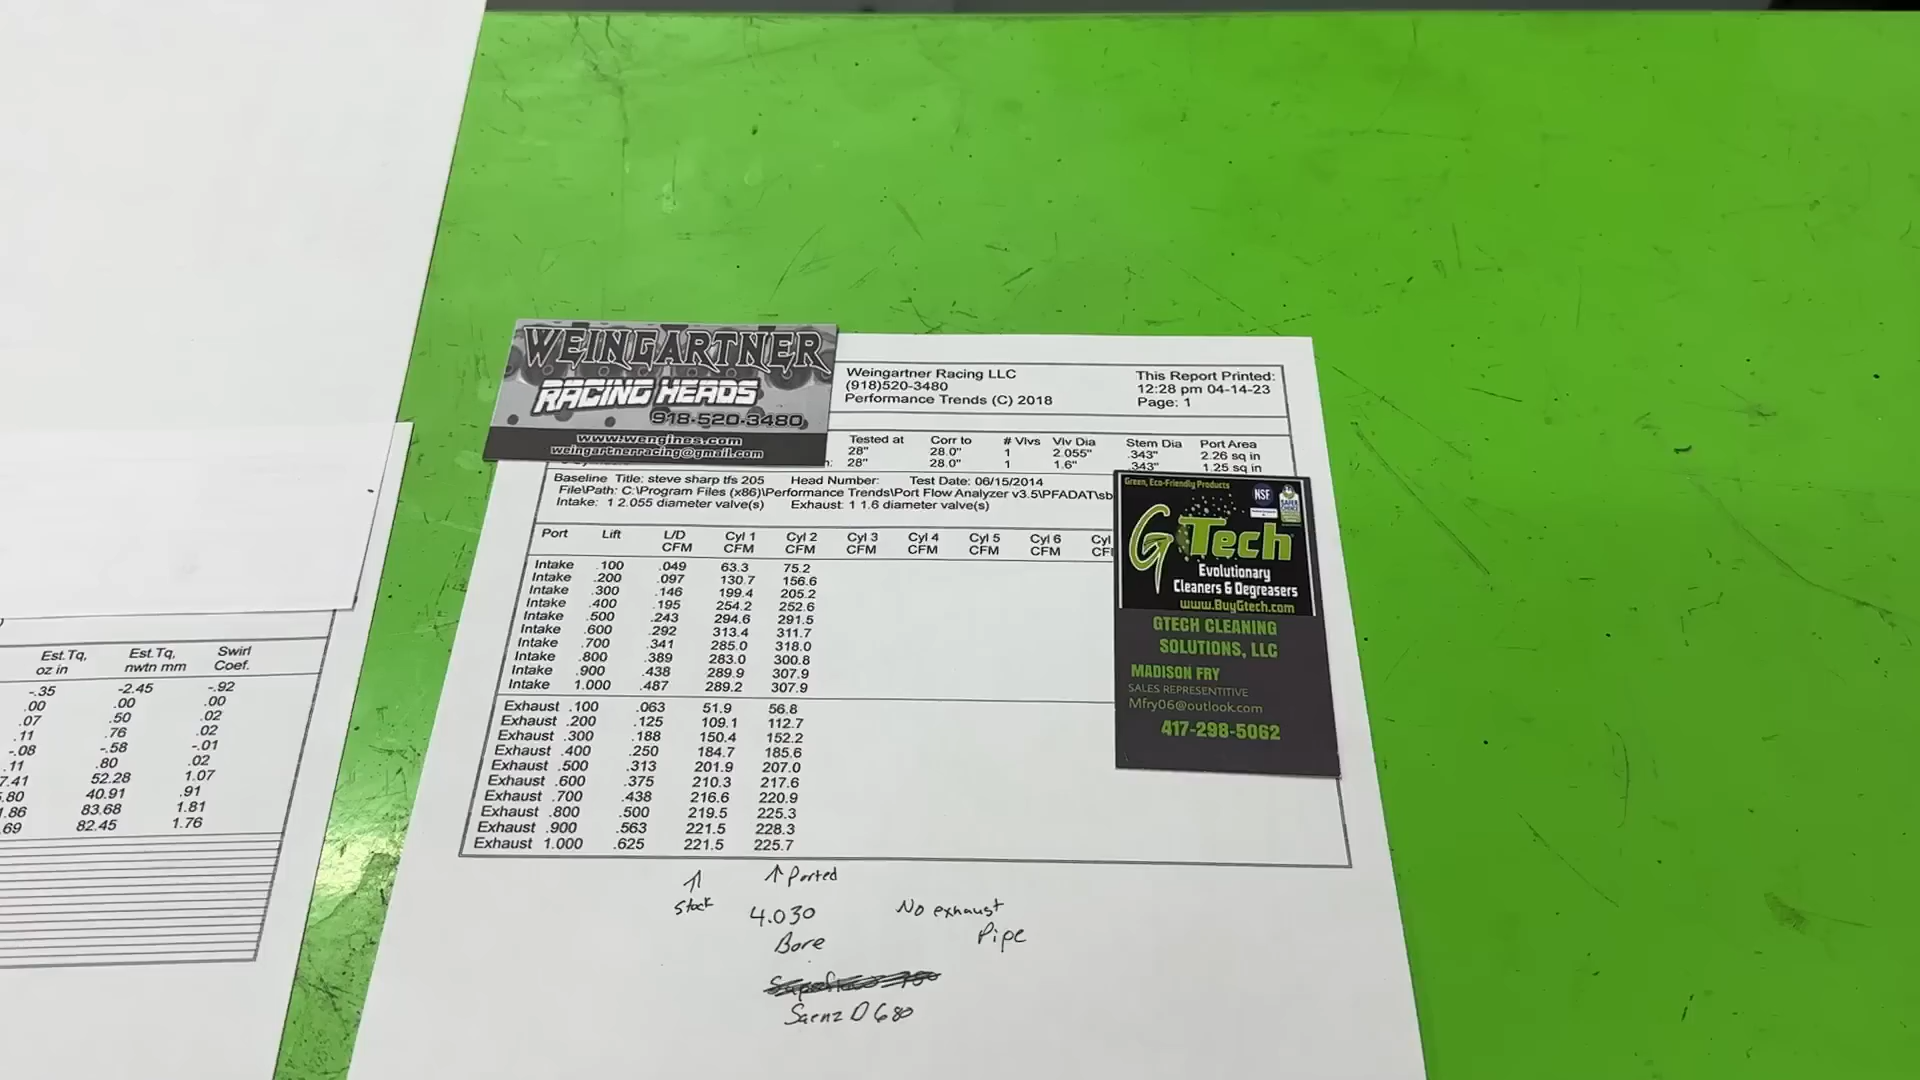 WEINGARTNER
RACING HEADS
918-520-3480
www.wengines.com
weingartnerracing@gmail.com
Weingartner Racing LLC
(918)520-3480
Performance Trends (C) 2018
This Report Printed:
12:28 pm 04-14-23
Page: 1
Tested at Corr to # Vlvs Vlv Dia Stem Dia Port Area
28" 28.0" 1 2.055" .343" 2.26 sq in
28" 28.0" 1 1.6" .343" 1.25 sq in
Baseline Title: steve sharp tfs 205 Head Number: Test Date: 06/15/2014
File\Path: C:\Program Files (x86)\Performance Trends\Port Flow Analyzer v3.5\PFADAT\sb
Intake: 1 2.055 diameter valve(s) Exhaust: 1 1.6 diameter valve(s)
Port Lift L/D Cyl 1 Cyl 2 Cyl 3 Cyl 4 Cyl 5 Cyl 6 Cyl
CFM CFM CFM CFM CFM CFM CFM CF
Intake .100 .049 63.3 75.2
Intake .200 .097 130.7 156.6
Intake .300 .146 199.4 205.2
Intake .400 .195 254.2 252.6
Intake .500 .243 294.6 291.5
Intake .600 .292 313.4 311.7
Intake .700 .341 285.0 318.0
Intake .800 .389 283.0 300.8
Intake .900 .438 289.9 307.9
Intake 1.000 .487 289.2 307.9
Exhaust .100 .063 51.9 56.8
Exhaust .200 .125 109.1 112.7
Exhaust .300 .188 150.4 152.2
Exhaust .400 .250 184.7 185.6
Exhaust .500 .313 201.9 207.0
Exhaust .600 .375 210.3 217.6
Exhaust .700 .438 216.6 220.9
Exhaust .800 .500 219.5 225.3
Exhaust .900 .563 221.5 228.3
Exhaust 1.000 .625 221.5 225.7
Stock
Ported
4.030
Bore
No exhaust
Pipe
Saenz D680
Green, Eco-Friendly Products
NSF
GTech
Evolutionary
Cleaners & Degreasers
www.BuyGtech.com
GTECH CLEANING
SOLUTIONS, LLC
MADISON FRY
SALES REPRESENTITIVE
Mfry06@outlook.com
417-298-5062
Est.Tq, Est.Tq, Swirl
oz in nwtn mm Coef.
-.35 -2.45 -.92
.00 .00 .00
.07 .50 .02
.11 .76 .02
-.08 -.58 -.01
.11 .80 .02
7.41 52.28 1.07
.80 40.91 .91
.86 83.68 1.81
.69 82.45 1.76